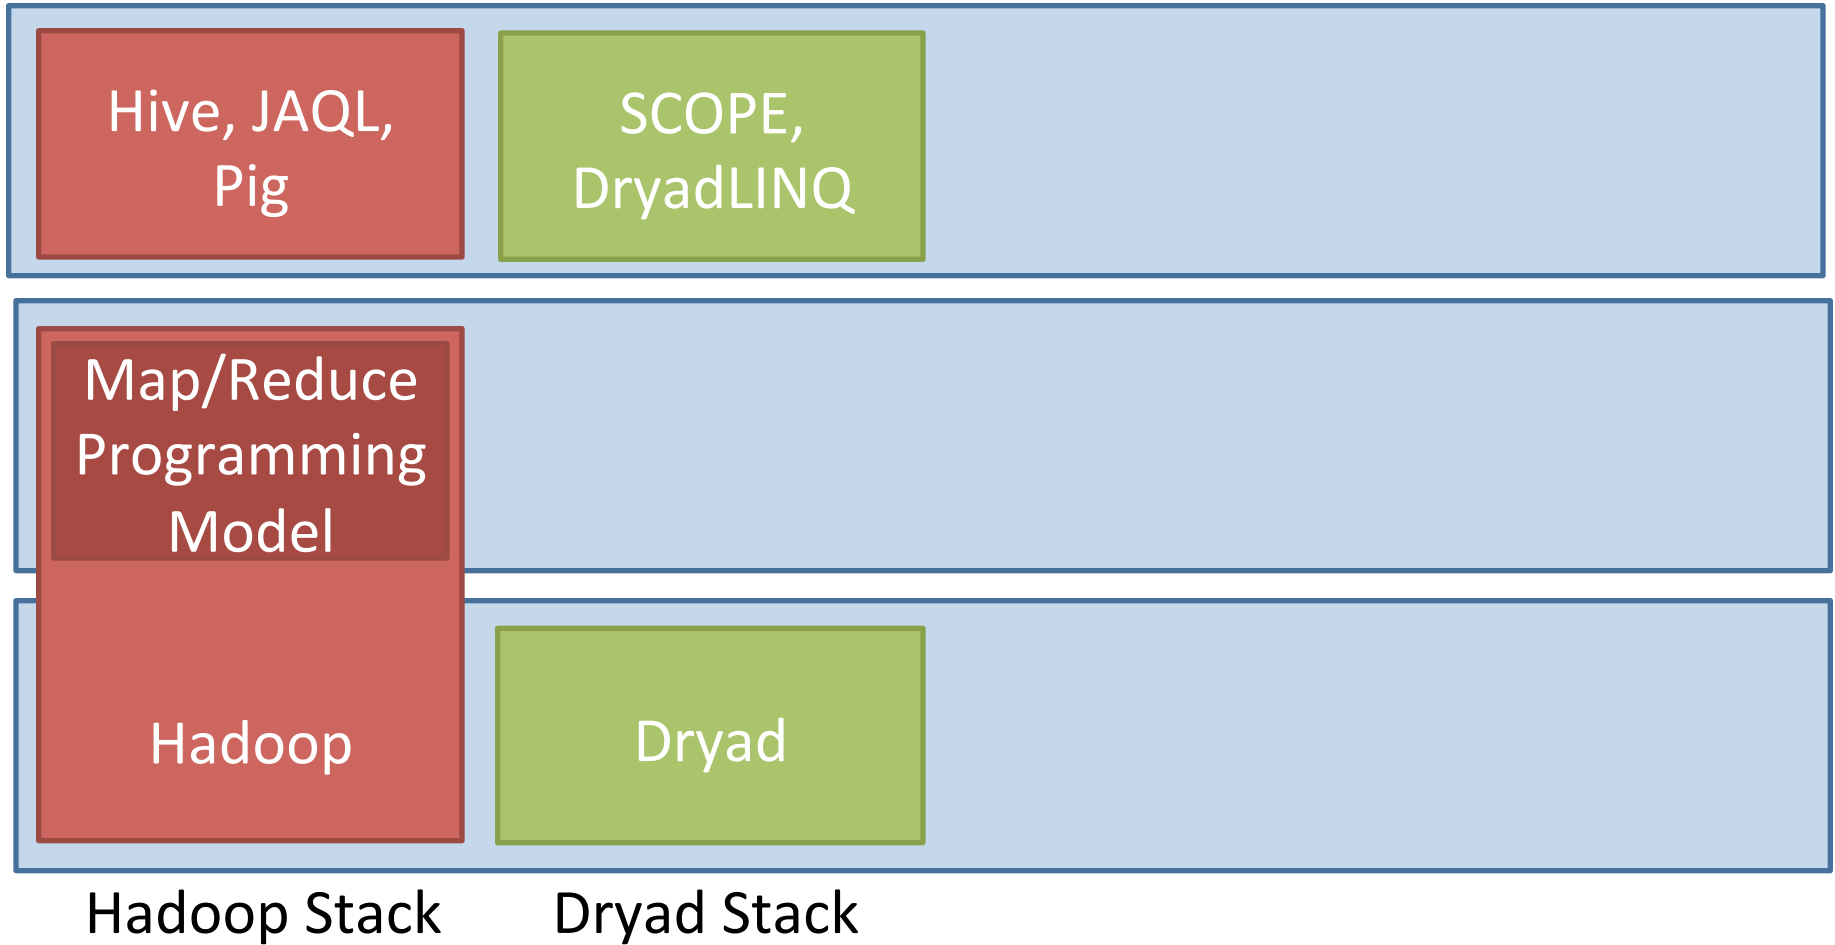 Hive, JAQL,
Pig
SCOPE,
DryadLINQ
Map/Reduce
Programming
Model
Hadoop
Dryad
Hadoop Stack
Dryad Stack